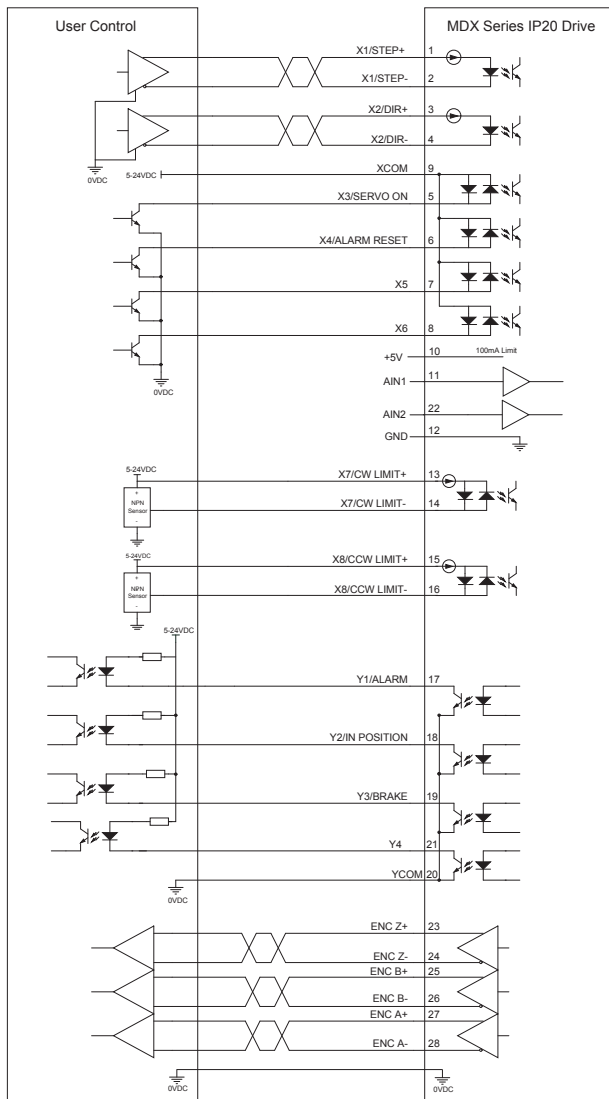 User Control
MDX Series IP20 Drive
X1/STEP+ 1
X1/STEP- 2
X2/DIR+ 3
X2/DIR- 4
0VDC
5-24VDC
XCOM 9
X3/SERVO ON 5
X4/ALARM RESET 6
X5 7
X6 8
0VDC
+5V 10 100mA Limit
AIN1 11
AIN2 22
GND 12
5-24VDC
+
NPN
Sensor
-
X7/CW LIMIT+ 13
X7/CW LIMIT- 14
5-24VDC
+
NPN
Sensor
-
X8/CCW LIMIT+ 15
X8/CCW LIMIT- 16
5-24VDC
Y1/ALARM 17
Y2/IN POSITION 18
Y3/BRAKE 19
Y4 21
YCOM 20
0VDC
ENC Z+ 23
ENC Z- 24
ENC B+ 25
ENC B- 26
ENC A+ 27
ENC A- 28
0VDC
0VDC